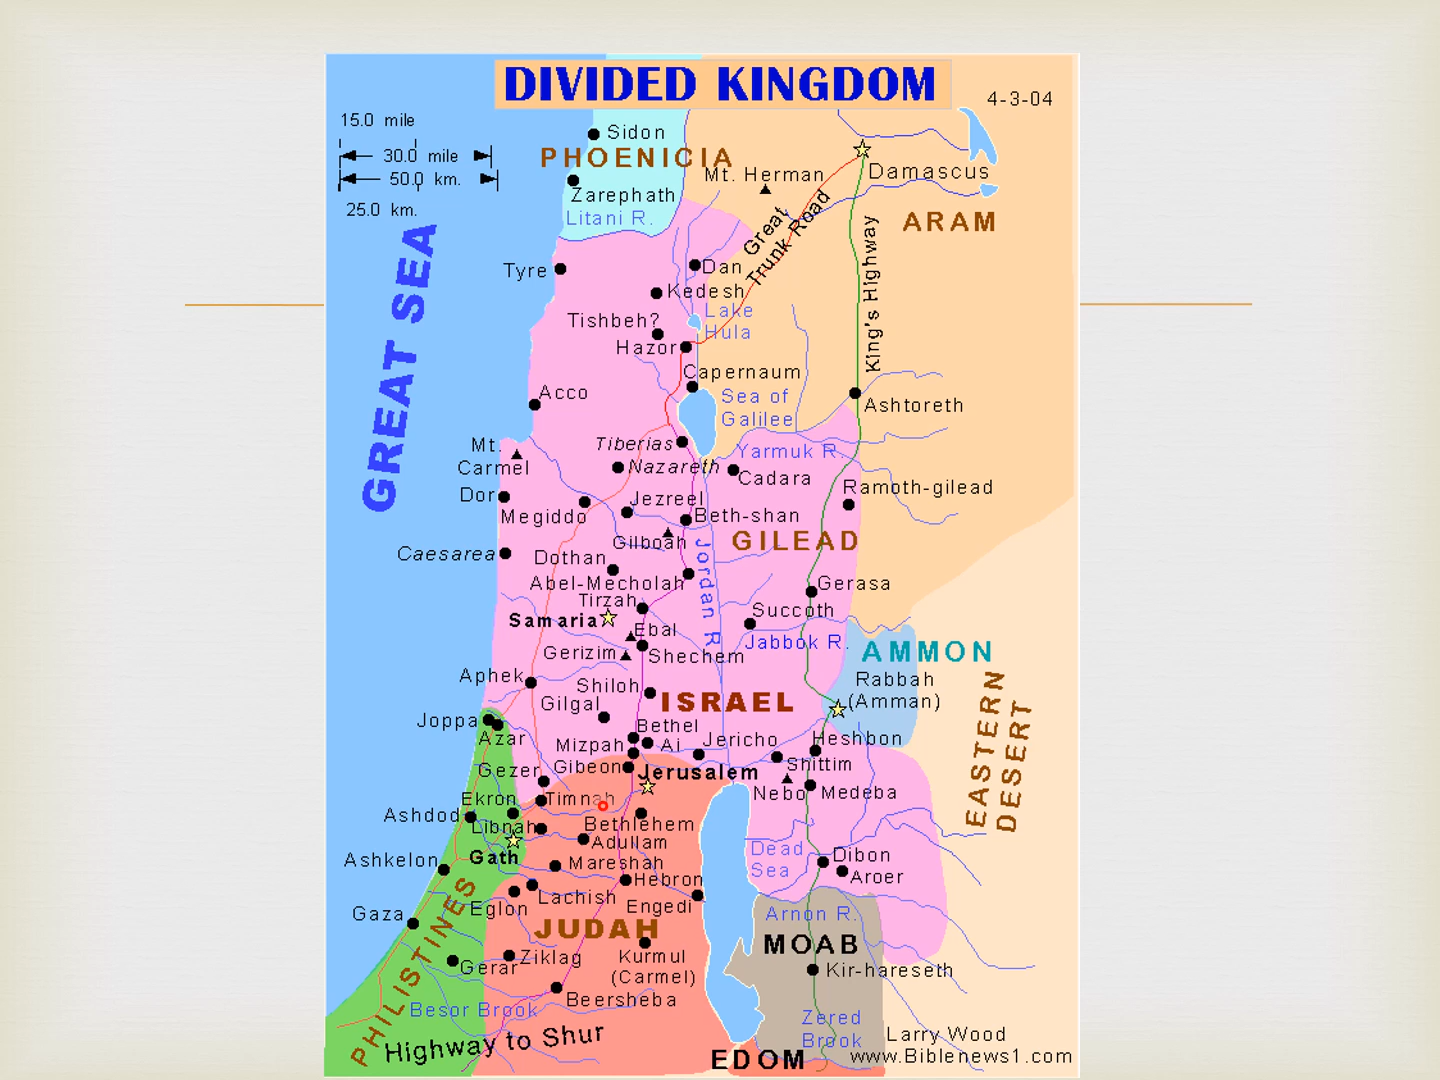 DIVIDED KINGDOM
4-3-04
15.0 mile
30.0 mile
50.0 km.
25.0 km.
Sidon
PHOENICIA
Mt. Herman
Damascus
Zarephath
Litani R.
ARAM
Great
Trunk Road
King's Highway
GREAT SEA
Tyre
Dan
Kedesh
Lake
Hula
Tishbeh?
Hazor
Capernaum
Acco
Sea of
Galilee
Ashtoreth
Mt.
Carmel
Tiberias
Nazareth
Yarmuk R.
Cadara
Dor
Megiddo
Jezreel
Ramoth-gilead
Beth-shan
Gilboah
GILEAD
Caesarea
Dothan
Jordan R.
Abel-Mecholah
Gerasa
Tirzah
Samaria
Succoth
Ebal
Jabbok R.
Gerizim
Shechem
AMMON
Rabbah
(Amman)
Aphek
Shiloh
Gilgal
ISRAEL
EASTERN
DESERT
Joppa
Azar
Bethel
Mizpah
Ai
Jericho
Heshbon
Gezer
Gibeon
Jerusalem
Shittim
Nebo
Medeba
Ekron
Timnah
Ashdod
Libnah
Bethlehem
Adullam
Gath
Ashkelon
Mareshah
Dead
Sea
Dibon
Aroer
Hebron
Lachish
Eglon
Engedi
Gaza
JUDAH
Arnon R.
MOAB
PHILISTINES
Gerar
Ziklag
Kurmul
(Carmel)
Kir-hareseth
Beersheba
Besor Brook
Zered
Brook
Highway to Shur
Larry Wood
EDOM
www.Biblenews1.com